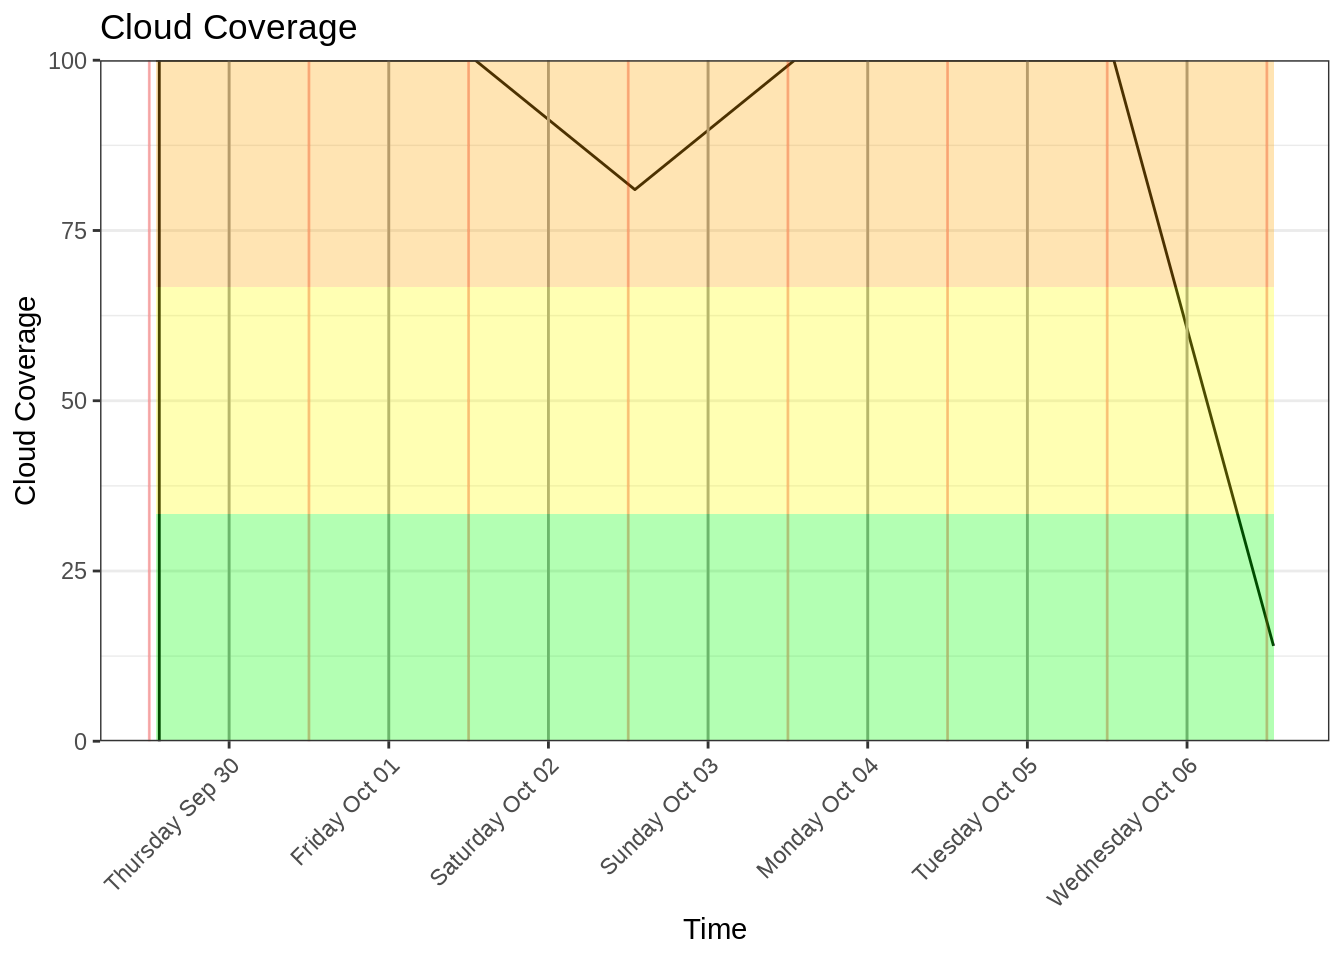 Cloud Coverage
Cloud Coverage
100
75
50
25
0
Thursday Sep 30
Friday Oct 01
Saturday Oct 02
Sunday Oct 03
Monday Oct 04
Tuesday Oct 05
Wednesday Oct 06
Time